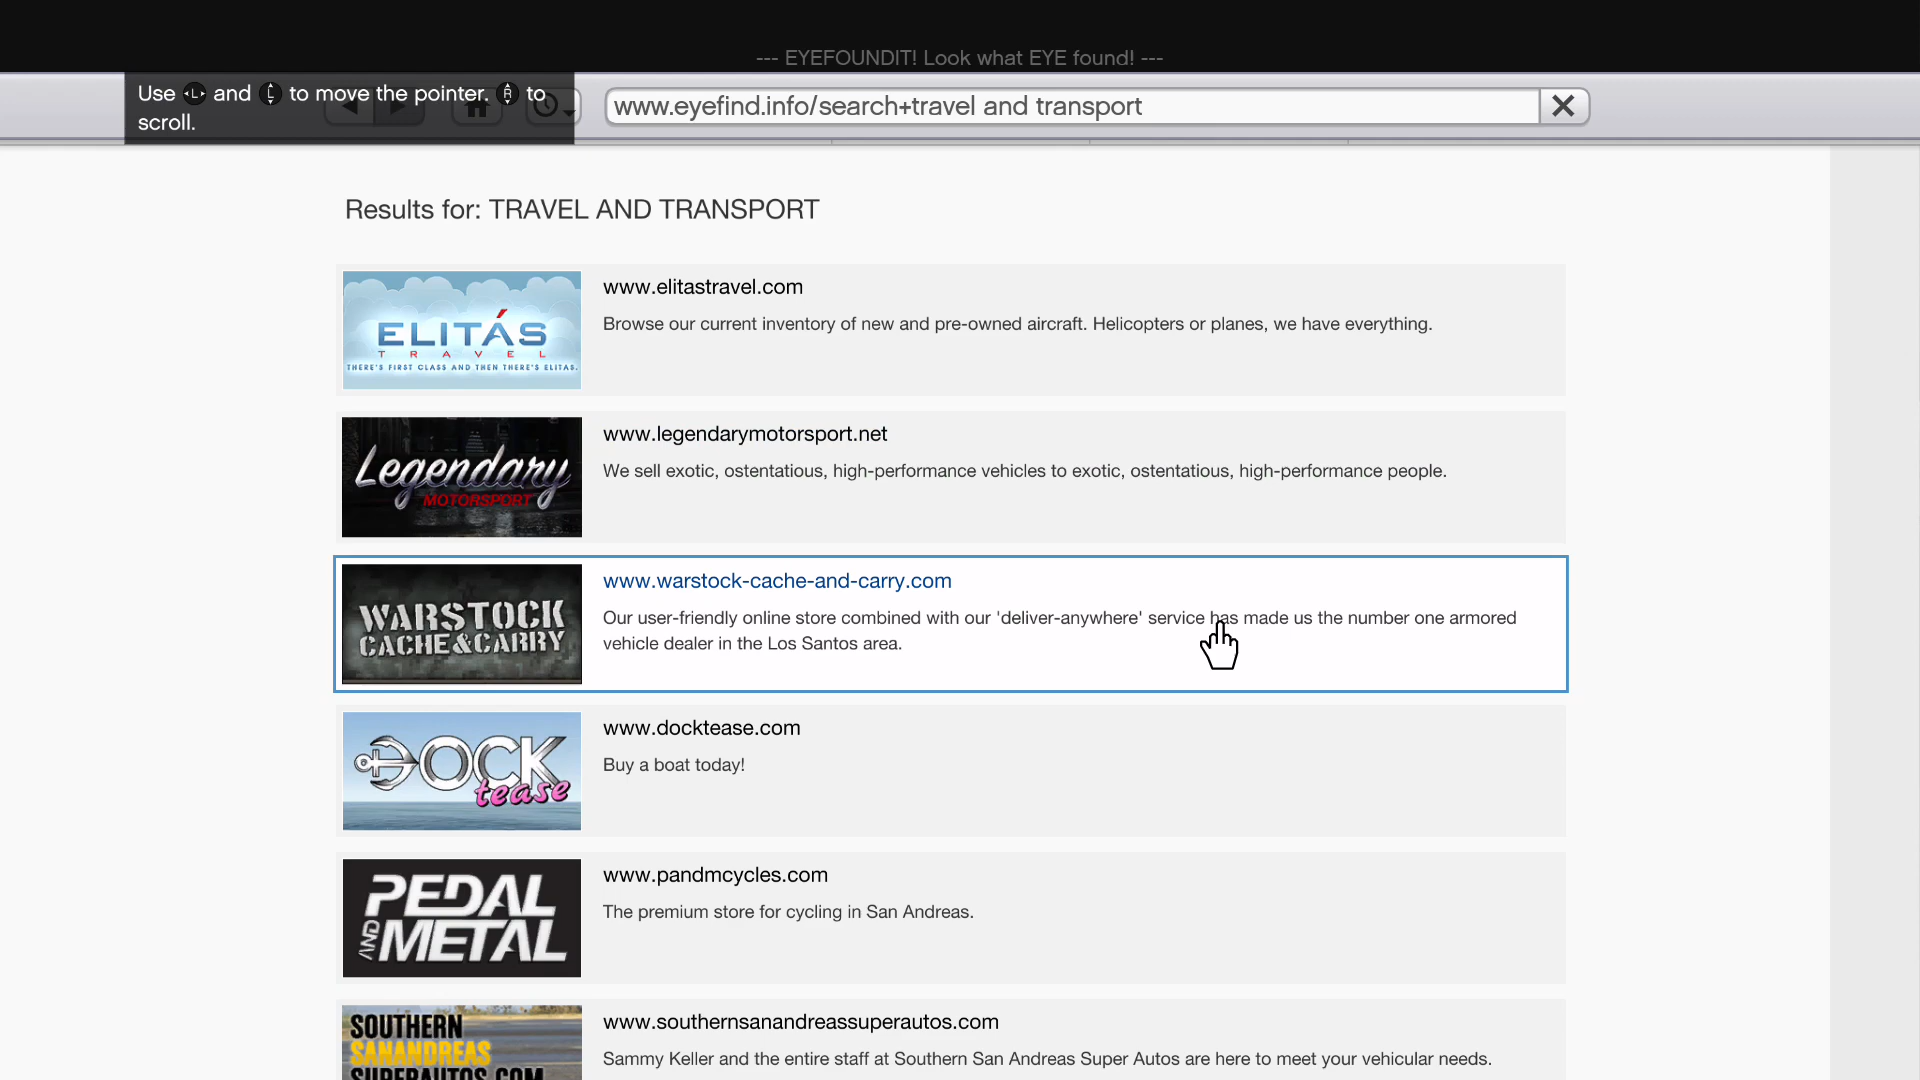 --- EYEFOUNDIT! Look what EYE found! ---
Use L and L to move the pointer. R to
scroll.
www.eyefind.info/search+travel and transport
Results for: TRAVEL AND TRANSPORT
ELITÁS
TRAVEL
THERE'S FIRST CLASS AND THEN THERE'S ELITAS.
www.elitastravel.com
Browse our current inventory of new and pre-owned aircraft. Helicopters or planes, we have everything.
Legendary
MOTORSPORT
www.legendarymotorsport.net
We sell exotic, ostentatious, high-performance vehicles to exotic, ostentatious, high-performance people.
WARSTOCK
CACHE&CARRY
www.warstock-cache-and-carry.com
Our user-friendly online store combined with our 'deliver-anywhere' service has made us the number one armored
vehicle dealer in the Los Santos area.
DOCK
tease
www.docktease.com
Buy a boat today!
PEDAL
AND METAL
www.pandmcycles.com
The premium store for cycling in San Andreas.
SOUTHERN
SANANDREAS
SUPERAUTOS.COM
www.southernsanandreassuperautos.com
Sammy Keller and the entire staff at Southern San Andreas Super Autos are here to meet your vehicular needs.